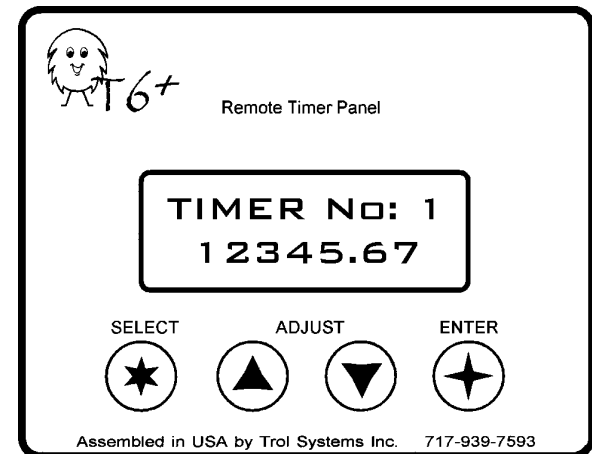 T6+
Remote Timer Panel
TIMER No: 1
12345.67
SELECT ADJUST ENTER
Assembled in USA by Trol Systems Inc. 717-939-7593